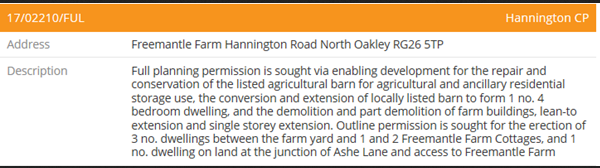 17/02210/FUL Hannington CP
Address Freemantle Farm Hannington Road North Oakley RG26 5TP
Description Full planning permission is sought via enabling development for the repair and
conservation of the listed agricultural barn for agricultural and ancillary residential
storage use, the conversion and extension of locally listed barn to form 1 no. 4
bedroom dwelling, and the demolition and part demolition of farm buildings, lean-to
extension and single storey extension. Outline permission is sought for the erection of
3 no. dwellings between the farm yard and 1 and 2 Freemantle Farm Cottages, and 1
no. dwelling on land at the junction of Ashe Lane and access to Freemantle Farm